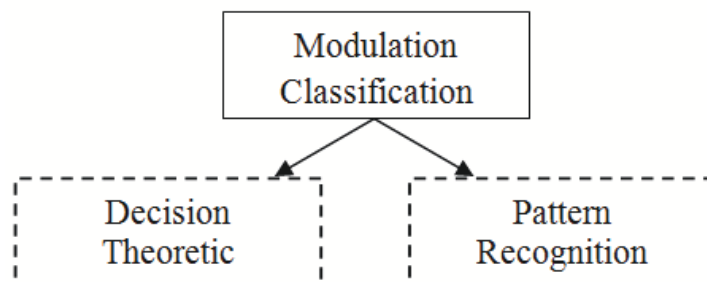 Modulation
Classification
Decision
Theoretic
Pattern
Recognition